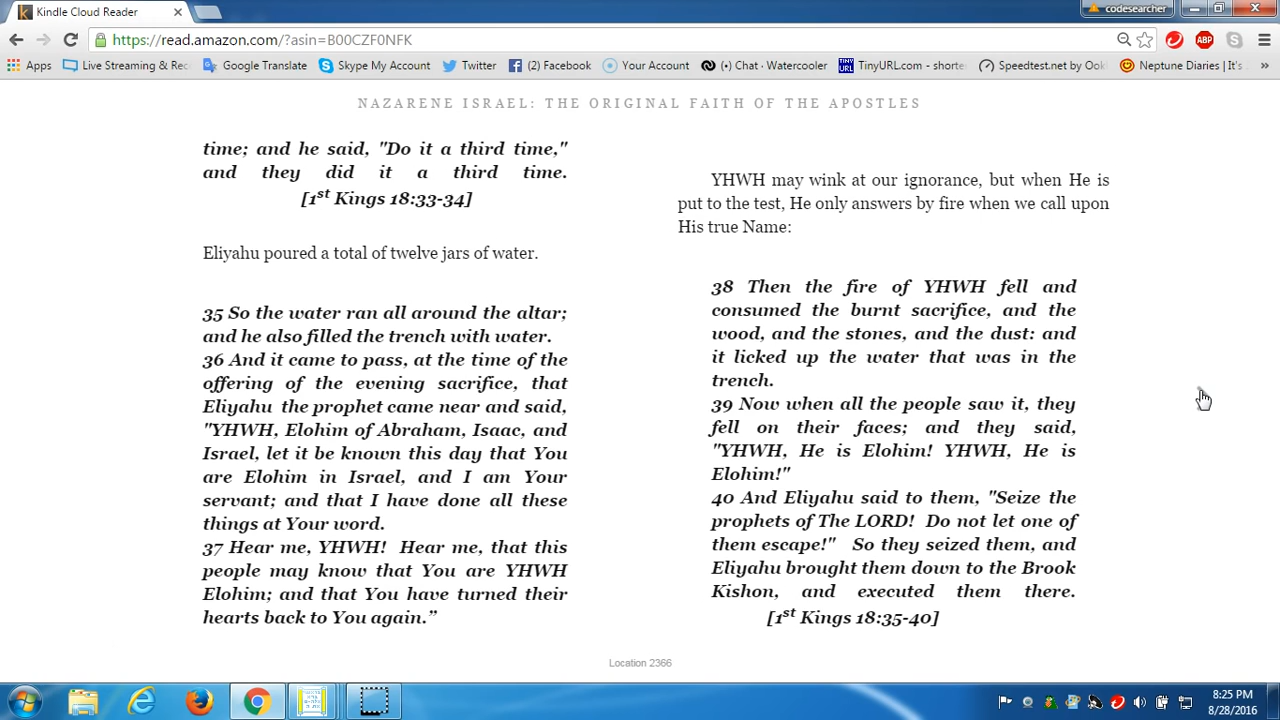 Kindle Cloud Reader
codesearcher
https://read.amazon.com/?asin=B00CZF0NFK
Apps Live Streaming & Rec Google Translate Skype My Account Twitter (2) Facebook Your Account (•) Chat · Watercooler TinyURL.com - shorte Speedtest.net by Ook Neptune Diaries | It's
NAZARENE ISRAEL: THE ORIGINAL FAITH OF THE APOSTLES
time; and he said, "Do it a third time,"
and they did it a third time.
[1st Kings 18:33-34]
Eliyahu poured a total of twelve jars of water.
35 So the water ran all around the altar;
and he also filled the trench with water.
36 And it came to pass, at the time of the
offering of the evening sacrifice, that
Eliyahu the prophet came near and said,
"YHWH, Elohim of Abraham, Isaac, and
Israel, let it be known this day that You
are Elohim in Israel, and I am Your
servant; and that I have done all these
things at Your word.
37 Hear me, YHWH! Hear me, that this
people may know that You are YHWH
Elohim; and that You have turned their
hearts back to You again.”
YHWH may wink at our ignorance, but when He is
put to the test, He only answers by fire when we call upon
His true Name:
38 Then the fire of YHWH fell and
consumed the burnt sacrifice, and the
wood, and the stones, and the dust: and
it licked up the water that was in the
trench.
39 Now when all the people saw it, they
fell on their faces; and they said,
"YHWH, He is Elohim! YHWH, He is
Elohim!"
40 And Eliyahu said to them, "Seize the
prophets of The LORD! Do not let one of
them escape!" So they seized them, and
Eliyahu brought them down to the Brook
Kishon, and executed them there.
[1st Kings 18:35-40]
Location 2366
8:25 PM
8/28/2016